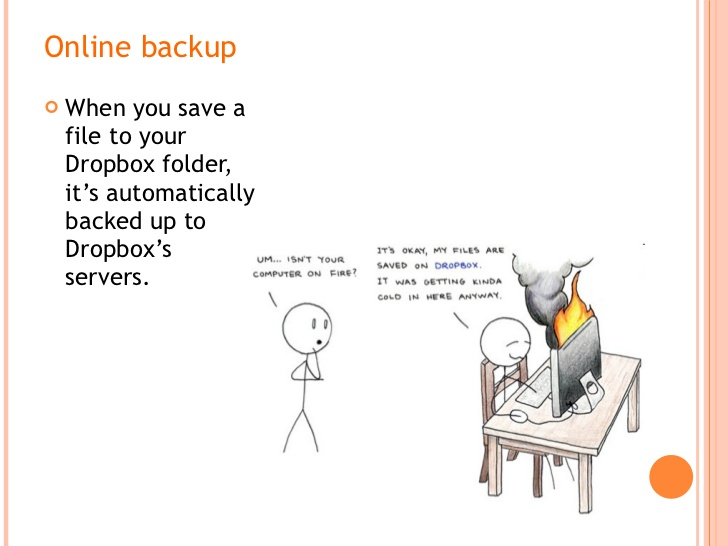 Online backup
When you save a
file to your
Dropbox folder,
it's automatically
backed up to
Dropbox's
servers.
UM... ISN'T YOUR
COMPUTER ON FIRE?
IT'S OKAY, MY FILES ARE
SAVED ON DROPBOX.
IT WAS GETTING KINDA
COLD IN HERE ANYWAY.